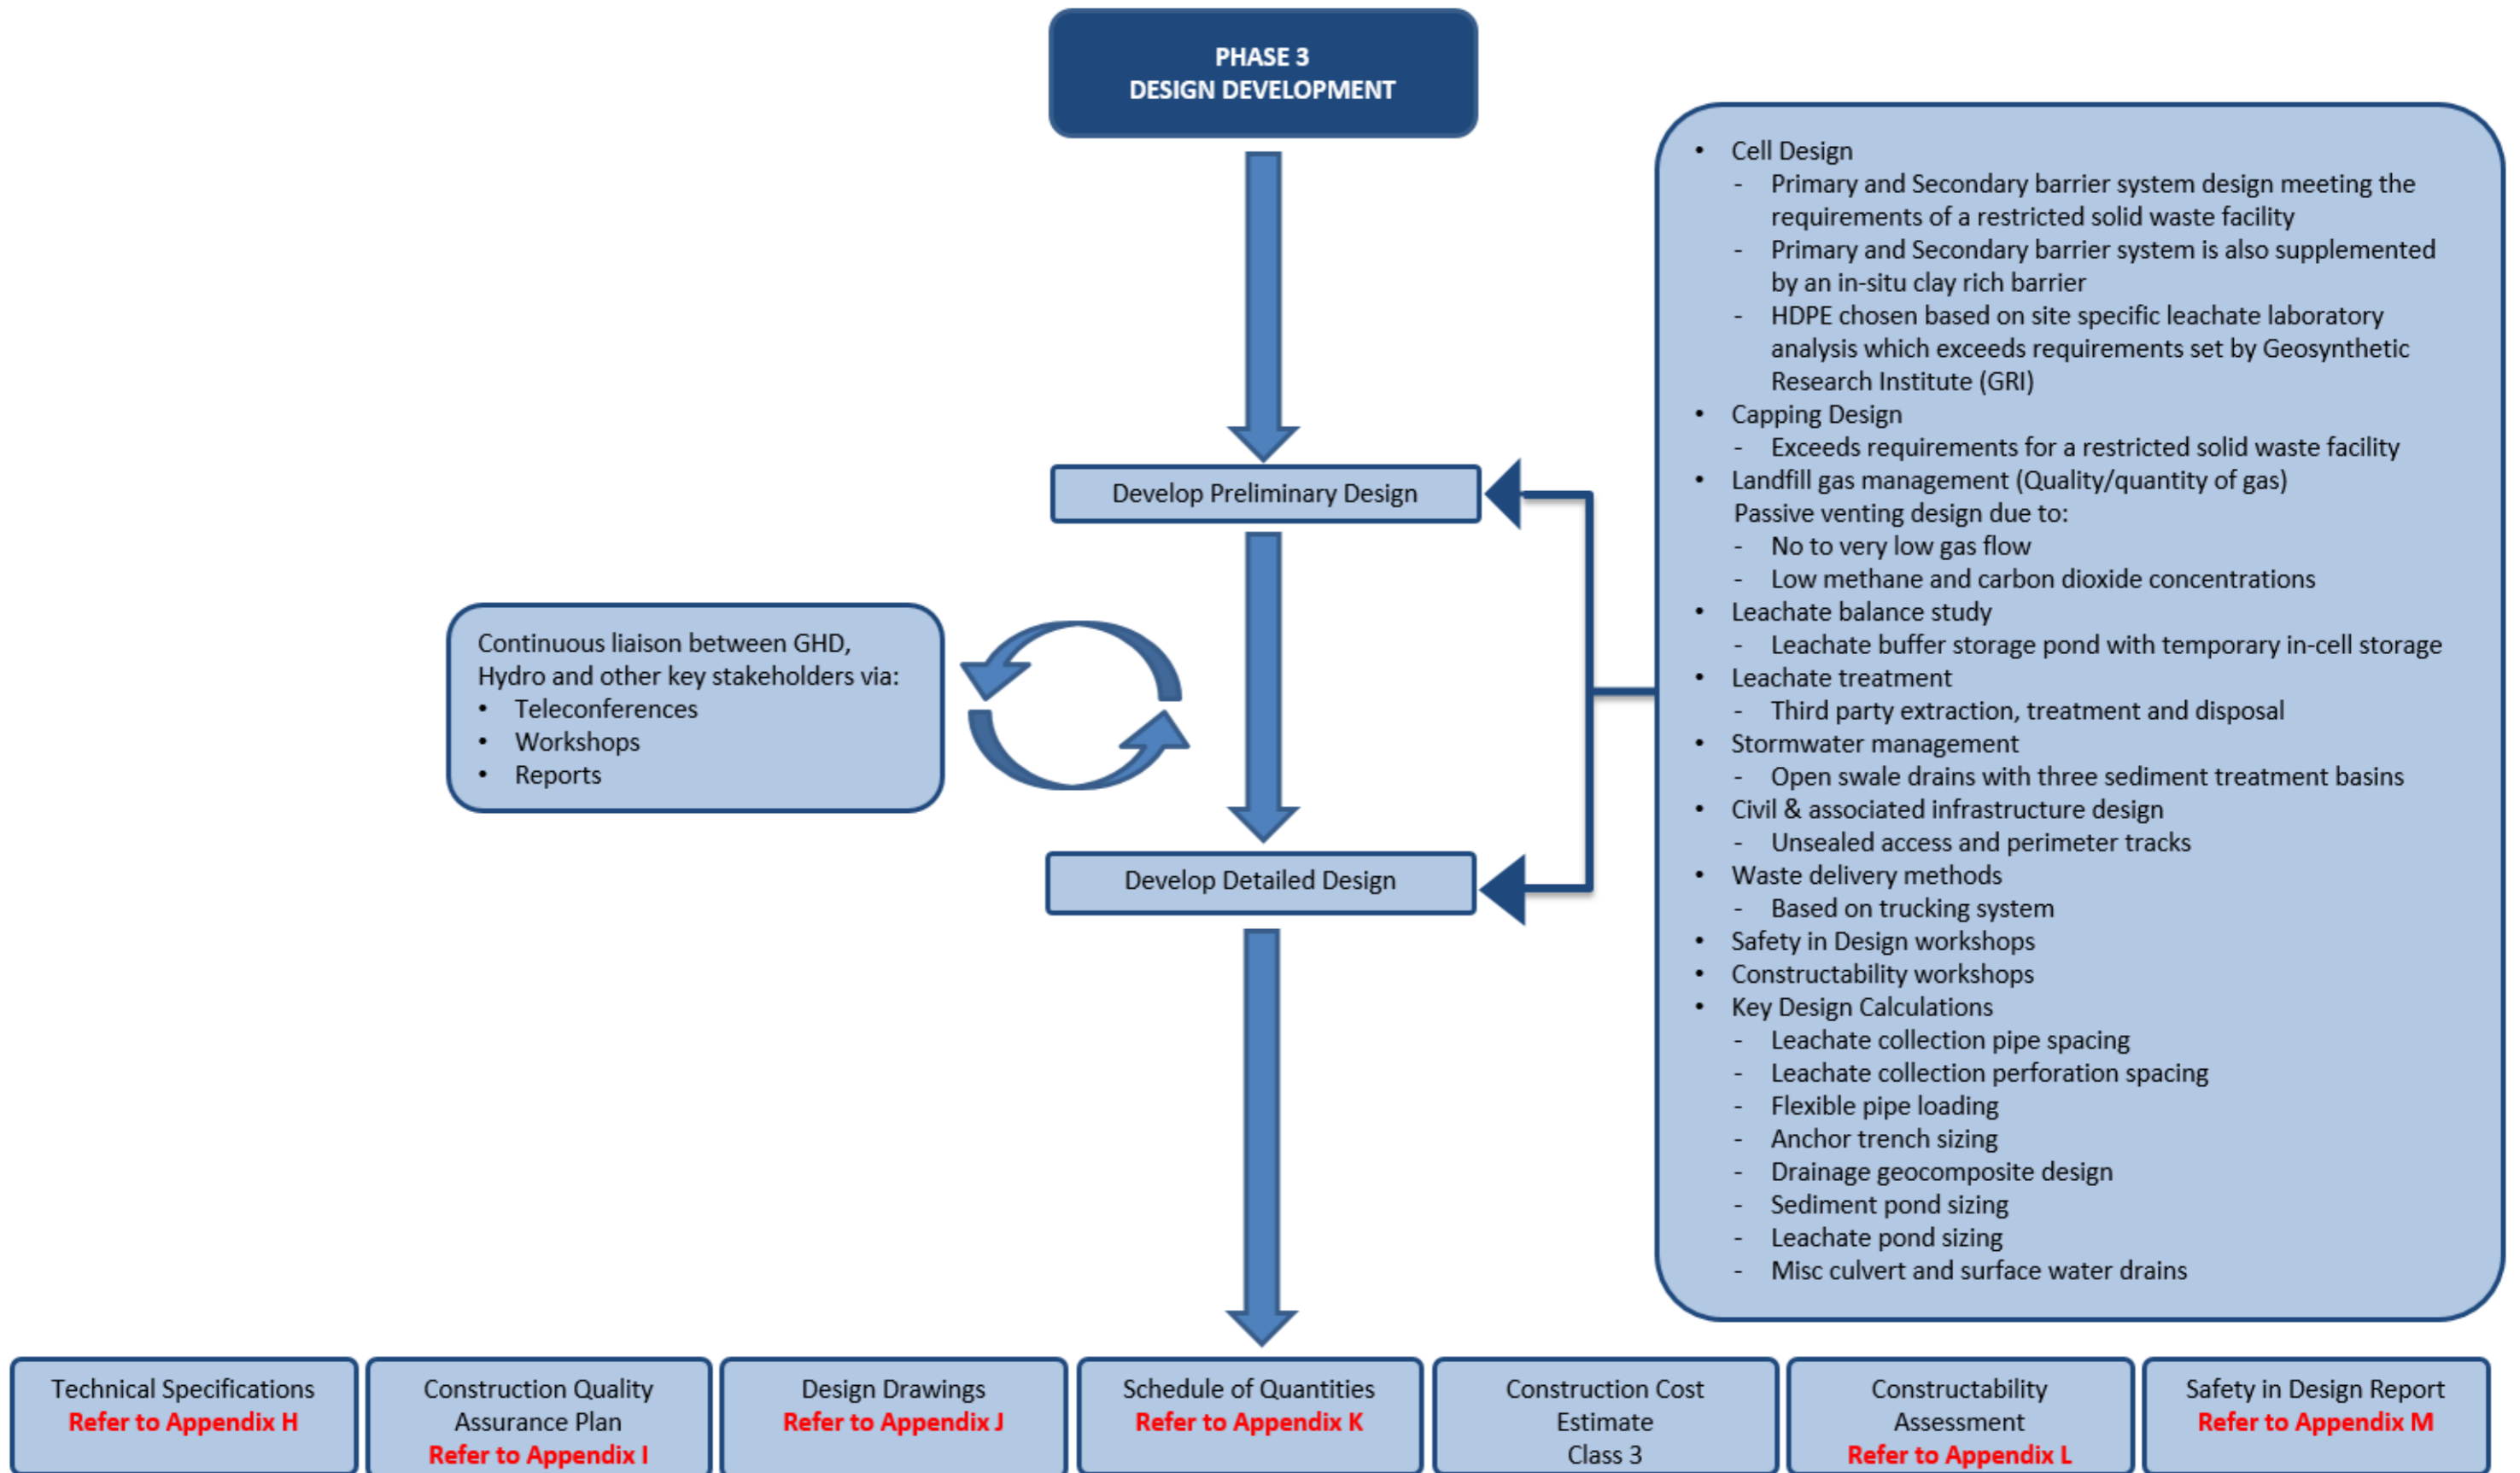 PHASE 3
DESIGN DEVELOPMENT
Develop Preliminary Design
Continuous liaison between GHD,
Hydro and other key stakeholders via:
• Teleconferences
• Workshops
• Reports
Develop Detailed Design
• Cell Design
- Primary and Secondary barrier system design meeting the
requirements of a restricted solid waste facility
- Primary and Secondary barrier system is also supplemented
by an in-situ clay rich barrier
- HDPE chosen based on site specific leachate laboratory
analysis which exceeds requirements set by Geosynthetic
Research Institute (GRI)
• Capping Design
- Exceeds requirements for a restricted solid waste facility
• Landfill gas management (Quality/quantity of gas)
Passive venting design due to:
- No to very low gas flow
- Low methane and carbon dioxide concentrations
• Leachate balance study
- Leachate buffer storage pond with temporary in-cell storage
• Leachate treatment
- Third party extraction, treatment and disposal
• Stormwater management
- Open swale drains with three sediment treatment basins
• Civil & associated infrastructure design
- Unsealed access and perimeter tracks
• Waste delivery methods
- Based on trucking system
• Safety in Design workshops
• Constructability workshops
• Key Design Calculations
- Leachate collection pipe spacing
- Leachate collection perforation spacing
- Flexible pipe loading
- Anchor trench sizing
- Drainage geocomposite design
- Sediment pond sizing
- Leachate pond sizing
- Misc culvert and surface water drains
Technical Specifications
Refer to Appendix H
Construction Quality
Assurance Plan
Refer to Appendix I
Design Drawings
Refer to Appendix J
Schedule of Quantities
Refer to Appendix K
Construction Cost
Estimate
Class 3
Constructability
Assessment
Refer to Appendix L
Safety in Design Report
Refer to Appendix M